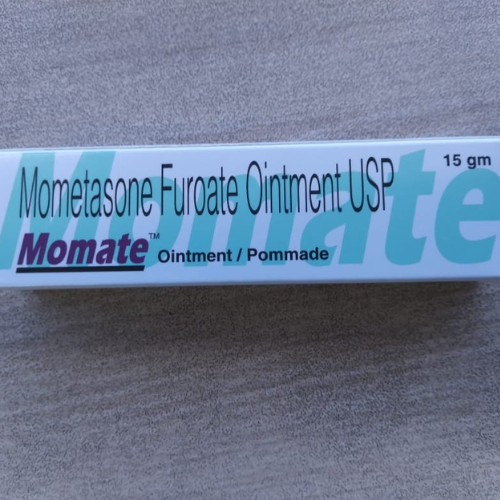 Momate
Mometasone Furoate Ointment USP
15 gm
Momate™
Ointment / Pommade